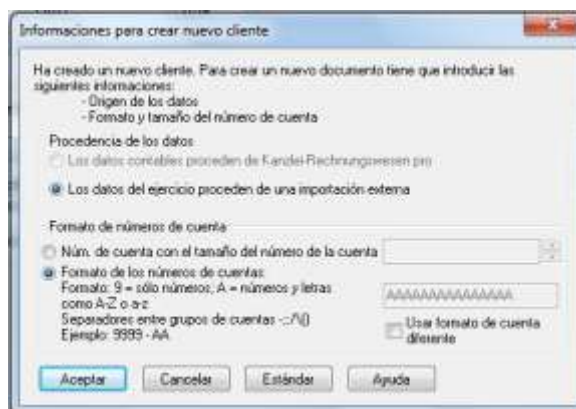 Informaciones para crear nuevo cliente
Ha creado un nuevo cliente. Para crear un nuevo documento tiene que introducir las
siguientes informaciones:
- Origen de los datos
- Formato y tamaño del número de cuenta
Procedencia de los datos
Los datos contables proceden de Kanzlei-Rechnungswesen pro
Los datos del ejercicio proceden de una importación externa
Formato de números de cuenta
Núm. de cuenta con el tamaño del número de la cuenta
Formato de los números de cuentas:
Formato: 9 = sólo números, A = números y letras
como A-Z o a-z
AAAAAAAAAAAAAAA
Separadores entre grupos de cuentas
Ejemplo: 9999 - AA
Usar formato de cuenta
diferente
Aceptar Cancelar Estándar Ayuda